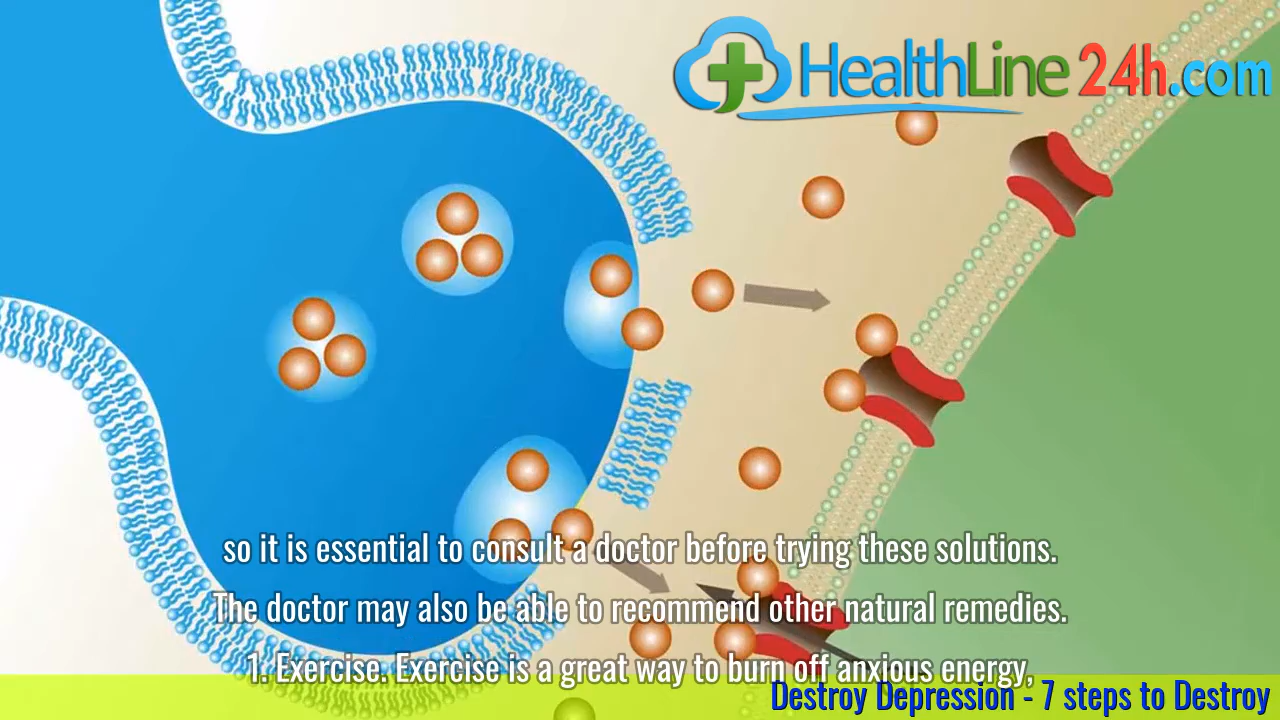 HealthLine 24h.com
so it is essential to consult a doctor before trying these solutions.
The doctor may also be able to recommend other natural remedies.
1. Exercise. Exercise is a great way to burn off anxious energy,
Destroy Depression - 7 steps to Destroy